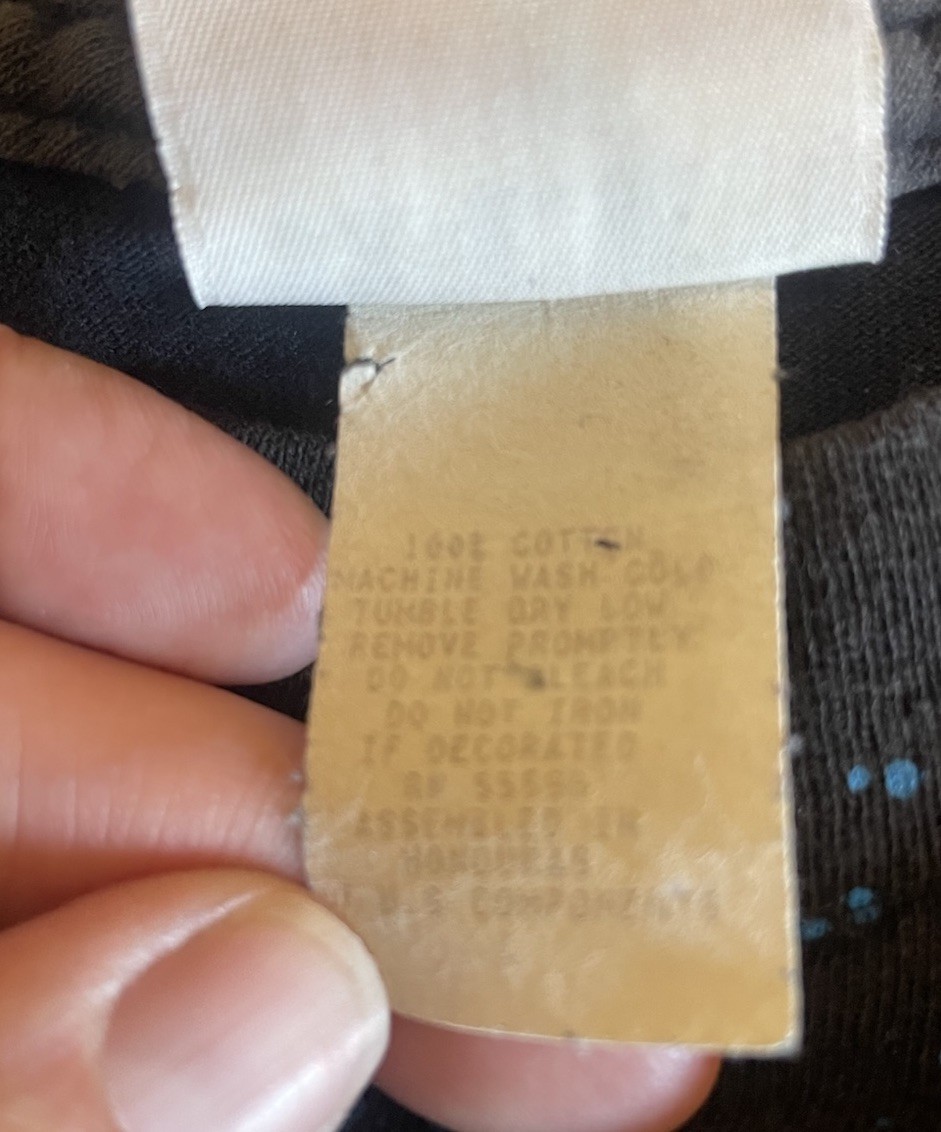 100% COTTON
MACHINE WASH COLD
TUMBLE DRY LOW
REMOVE PROMPTLY
DO NOT BLEACH
DO NOT IRON
IF DECORATED
ASSEMBLED IN
HONDURAS
U.S. COMPONENTS